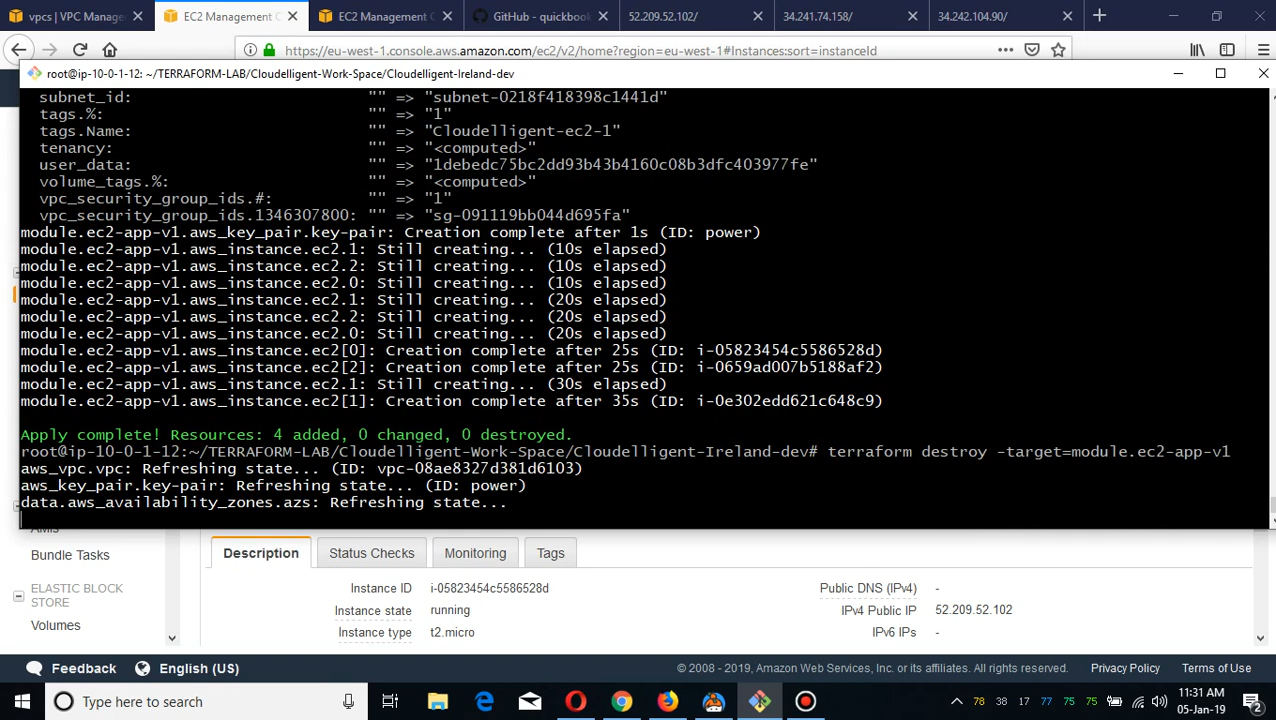 vpcs | VPC Manage
EC2 Management C
EC2 Management C
GitHub - quickbook
52.209.52.102/
34.241.74.158/
34.242.104.90/
https://eu-west-1.console.aws.amazon.com/ec2/v2/home?region=eu-west-1#Instances:sort=instanceId
root@ip-10-0-1-12: ~/TERRAFORM-LAB/Cloudelligent-Work-Space/Cloudelligent-Ireland-dev
subnet_id: "" => "subnet-0218f418398c1441d"
tags.%: "" => "1"
tags.Name: "" => "Cloudelligent-ec2-1"
tenancy: "" => "<computed>"
user_data: "" => "1debedc75bc2dd93b43b4160c08b3dfc403977fe"
volume_tags.%: "" => "<computed>"
vpc_security_group_ids.#: "" => "1"
vpc_security_group_ids.1346307800: "" => "sg-091119bb044d695fa"
module.ec2-app-v1.aws_key_pair.key-pair: Creation complete after 1s (ID: power)
module.ec2-app-v1.aws_instance.ec2.1: Still creating... (10s elapsed)
module.ec2-app-v1.aws_instance.ec2.2: Still creating... (10s elapsed)
module.ec2-app-v1.aws_instance.ec2.0: Still creating... (10s elapsed)
module.ec2-app-v1.aws_instance.ec2.1: Still creating... (20s elapsed)
module.ec2-app-v1.aws_instance.ec2.2: Still creating... (20s elapsed)
module.ec2-app-v1.aws_instance.ec2.0: Still creating... (20s elapsed)
module.ec2-app-v1.aws_instance.ec2[0]: Creation complete after 25s (ID: i-05823454c5586528d)
module.ec2-app-v1.aws_instance.ec2[2]: Creation complete after 25s (ID: i-0659ad007b5188af2)
module.ec2-app-v1.aws_instance.ec2.1: Still creating... (30s elapsed)
module.ec2-app-v1.aws_instance.ec2[1]: Creation complete after 35s (ID: i-0e302edd621c648c9)
Apply complete! Resources: 4 added, 0 changed, 0 destroyed.
root@ip-10-0-1-12:~/TERRAFORM-LAB/Cloudelligent-Work-Space/Cloudelligent-Ireland-dev# terraform destroy -target=module.ec2-app-v1
aws_vpc.vpc: Refreshing state... (ID: vpc-08ae8327d381d6103)
aws_key_pair.key-pair: Refreshing state... (ID: power)
data.aws_availability_zones.azs: Refreshing state...
AMIs
Bundle Tasks
ELASTIC BLOCK
STORE
Volumes
Description
Status Checks
Monitoring
Tags
Instance ID i-05823454c5586528d
Public DNS (IPv4) -
Instance state running
IPv4 Public IP 52.209.52.102
Instance type t2.micro
IPv6 IPs -
Feedback
English (US)
© 2008 - 2019, Amazon Web Services, Inc. or its affiliates. All rights reserved.
Privacy Policy
Terms of Use
Type here to search
78 38 17 77 75 75
11:31 AM
05-Jan-19
2